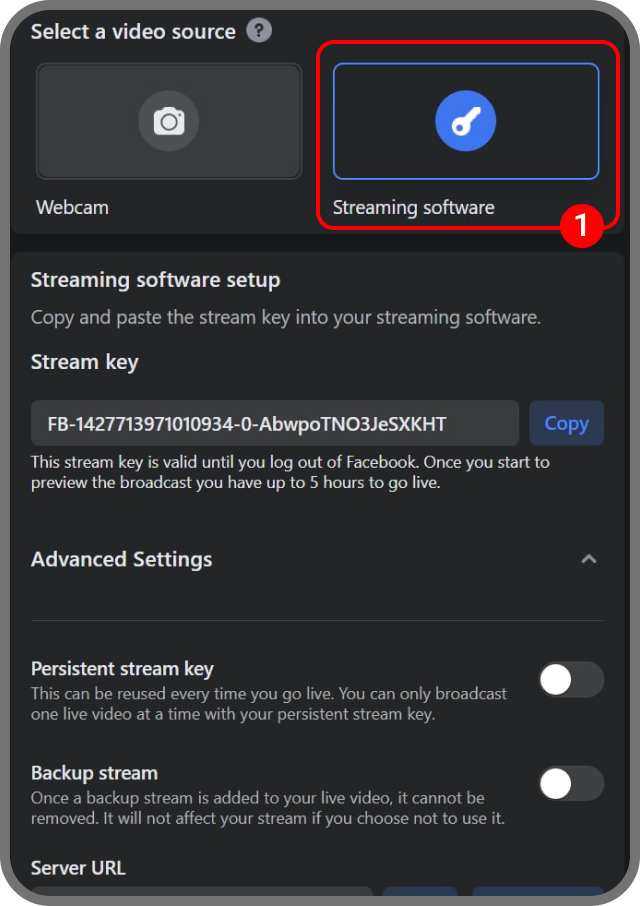 Select a video source ?
Webcam
Streaming software
1
Streaming software setup
Copy and paste the stream key into your streaming software.
Stream key
FB-1427713971010934-0-AbwpoTNO3JeSXKHT
Copy
This stream key is valid until you log out of Facebook. Once you start to
preview the broadcast you have up to 5 hours to go live.
Advanced Settings
Persistent stream key
This can be reused every time you go live. You can only broadcast
one live video at a time with your persistent stream key.
Backup stream
Once a backup stream is added to your live video, it cannot be
removed. It will not affect your stream if you choose not to use it.
Server URL